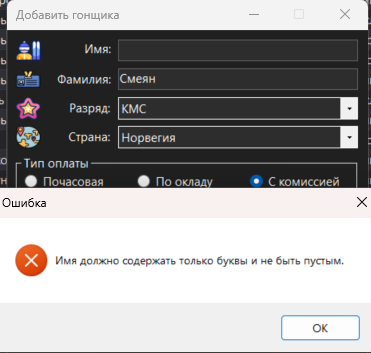 Добавить гонщика
Имя:
Фамилия: Смеян
Разряд: КМС
Страна: Норвегия
Тип оплаты
Почасовая По окладу С комиссией
Ошибка
Имя должно содержать только буквы и не быть пустым.
OK